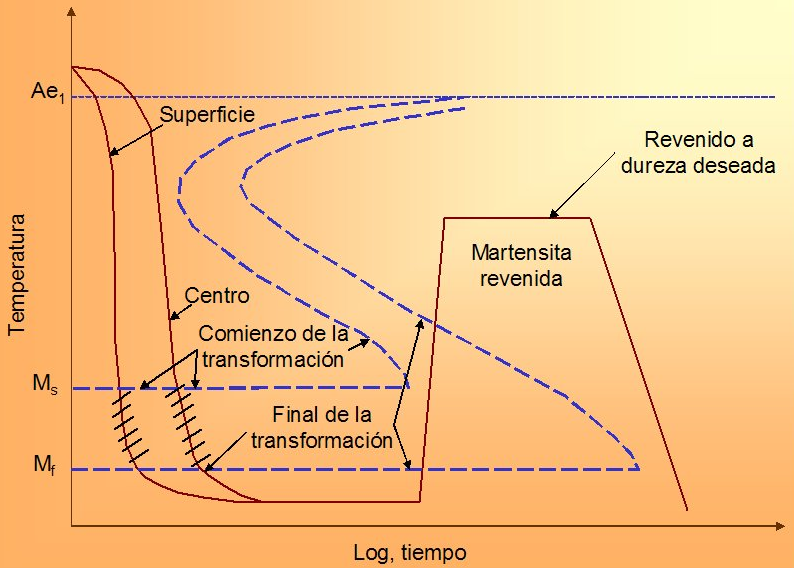 Ae1
Superficie
Revenido a
dureza deseada
Temperatura
Martensita
revenida
Centro
Comienzo de la
transformación
Ms
Final de la
transformación
Mf
Log, tiempo